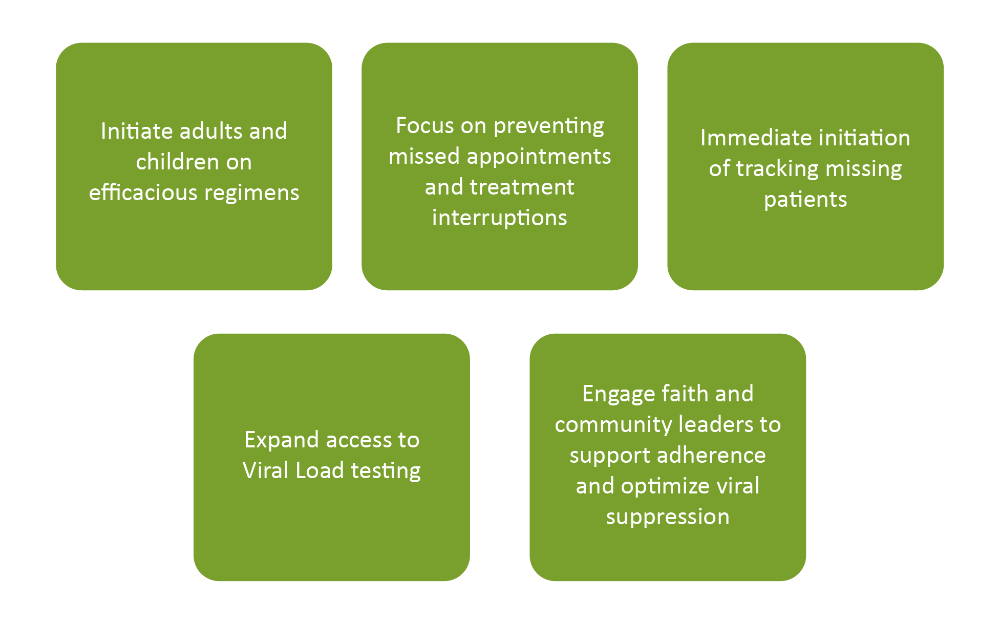 Initiate adults and
children on
efficacious regimens
Focus on preventing
missed appointments
and treatment
interruptions
Immediate initiation
of tracking missing
patients
Expand access to
Viral Load testing
Engage faith and
community leaders to
support adherence
and optimize viral
suppression